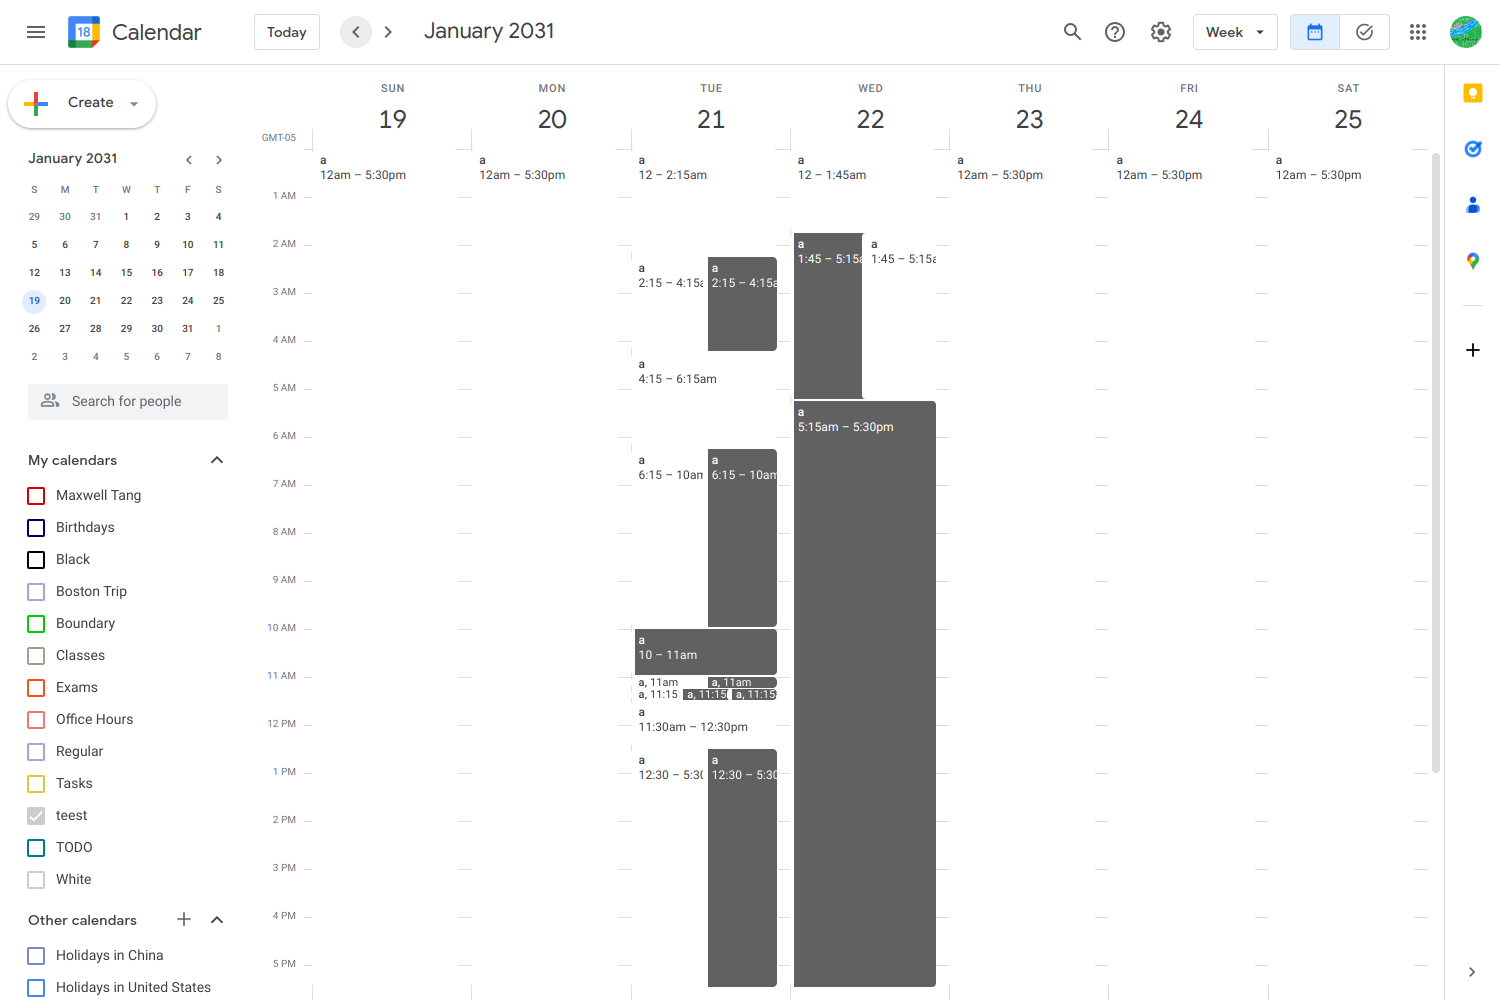 18 Calendar Today January 2031 Week
Create
January 2031
S M T W T F S
29 30 31 1 2 3 4
5 6 7 8 9 10 11
12 13 14 15 16 17 18
19 20 21 22 23 24 25
26 27 28 29 30 31 1
2 3 4 5 6 7 8
Search for people
My calendars
Maxwell Tang
Birthdays
Black
Boston Trip
Boundary
Classes
Exams
Office Hours
Regular
Tasks
teest
TODO
White
Other calendars
Holidays in China
Holidays in United States
SUN MON TUE WED THU FRI SAT
19 20 21 22 23 24 25
GMT-05
1 AM
2 AM
3 AM
4 AM
5 AM
6 AM
7 AM
8 AM
9 AM
10 AM
11 AM
12 PM
1 PM
2 PM
3 PM
4 PM
5 PM
a
12am – 5:30pm
a
12am – 5:30pm
a
12 – 2:15am
a
2:15 – 4:15a
a
2:15 – 4:15a
a
4:15 – 6:15am
a
6:15 – 10am
a
6:15 – 10am
a
10 – 11am
a, 11am
a, 11am
a, 11:15
a, 11:15
a, 11:15
a
11:30am – 12:30pm
a
12:30 – 5:30
a
12:30 – 5:30
a
12 – 1:45am
a
1:45 – 5:15a
a
1:45 – 5:15a
a
5:15am – 5:30pm
a
12am – 5:30pm
a
12am – 5:30pm
a
12am – 5:30pm